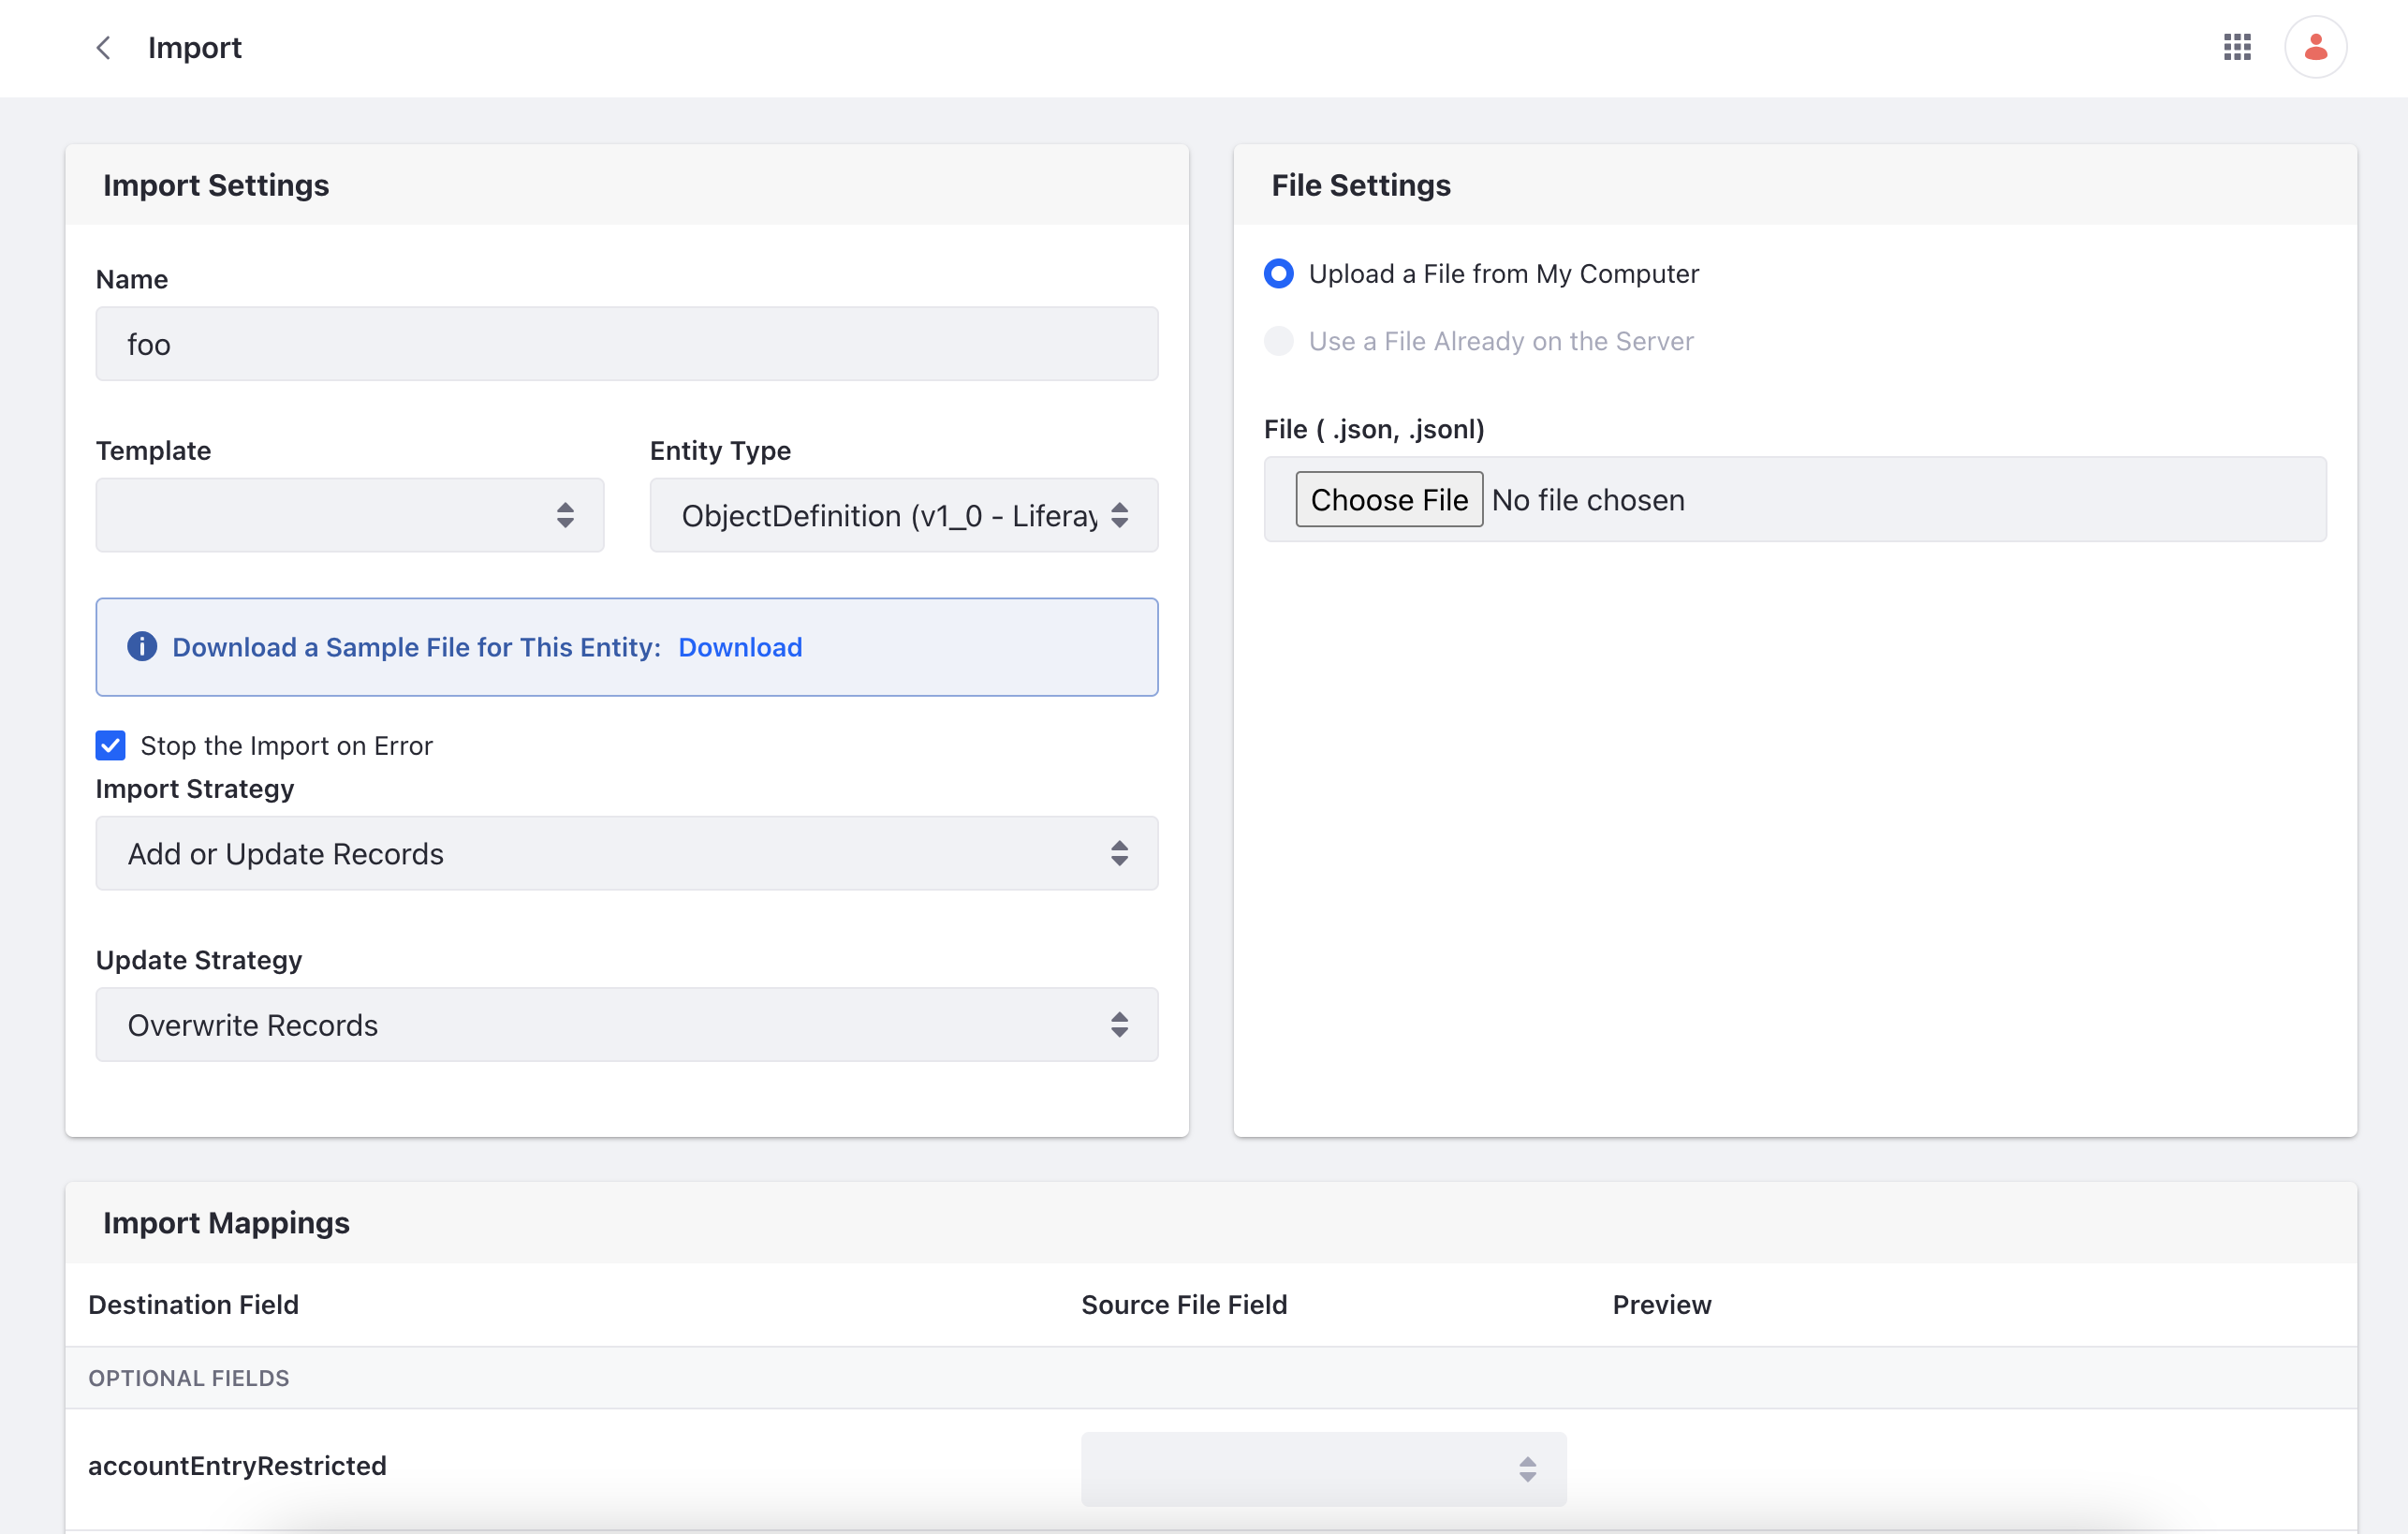 Import
Import Settings
Name
foo
Template
Entity Type
ObjectDefinition (v1_0 - Liferay
Download a Sample File for This Entity: Download
Stop the Import on Error
Import Strategy
Add or Update Records
Update Strategy
Overwrite Records
File Settings
Upload a File from My Computer
Use a File Already on the Server
File ( .json, .jsonl)
Choose File No file chosen
Import Mappings
Destination Field Source File Field Preview
OPTIONAL FIELDS
accountEntryRestricted